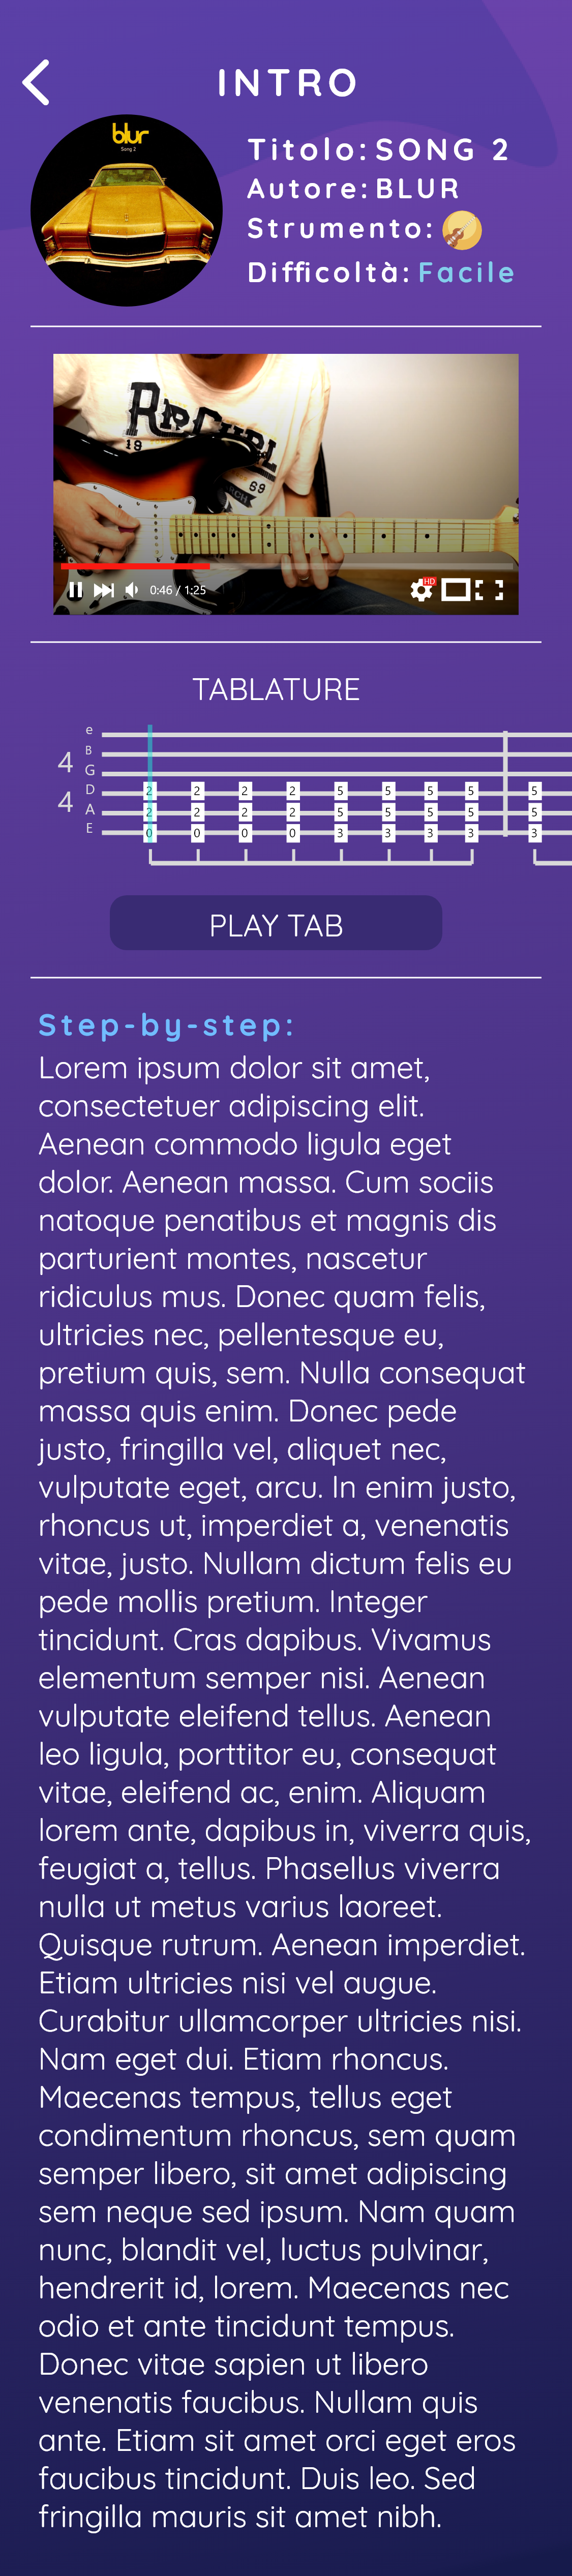 INTRO
blur
Song 2
Titolo: SONG 2
Autore: BLUR
Strumento:
Difficoltà: Facile
RIP CURL
19 69
0:46 / 1:25
HD
TABLATURE
e
B
4 G
D 2 2 2 2 5 5 5 5 5
4 A 2 2 2 2 5 5 5 5 5
E 0 0 0 0 3 3 3 3 3
PLAY TAB
Step-by-step:
Lorem ipsum dolor sit amet,
consectetuer adipiscing elit.
Aenean commodo ligula eget
dolor. Aenean massa. Cum sociis
natoque penatibus et magnis dis
parturient montes, nascetur
ridiculus mus. Donec quam felis,
ultricies nec, pellentesque eu,
pretium quis, sem. Nulla consequat
massa quis enim. Donec pede
justo, fringilla vel, aliquet nec,
vulputate eget, arcu. In enim justo,
rhoncus ut, imperdiet a, venenatis
vitae, justo. Nullam dictum felis eu
pede mollis pretium. Integer
tincidunt. Cras dapibus. Vivamus
elementum semper nisi. Aenean
vulputate eleifend tellus. Aenean
leo ligula, porttitor eu, consequat
vitae, eleifend ac, enim. Aliquam
lorem ante, dapibus in, viverra quis,
feugiat a, tellus. Phasellus viverra
nulla ut metus varius laoreet.
Quisque rutrum. Aenean imperdiet.
Etiam ultricies nisi vel augue.
Curabitur ullamcorper ultricies nisi.
Nam eget dui. Etiam rhoncus.
Maecenas tempus, tellus eget
condimentum rhoncus, sem quam
semper libero, sit amet adipiscing
sem neque sed ipsum. Nam quam
nunc, blandit vel, luctus pulvinar,
hendrerit id, lorem. Maecenas nec
odio et ante tincidunt tempus.
Donec vitae sapien ut libero
venenatis faucibus. Nullam quis
ante. Etiam sit amet orci eget eros
faucibus tincidunt. Duis leo. Sed
fringilla mauris sit amet nibh.